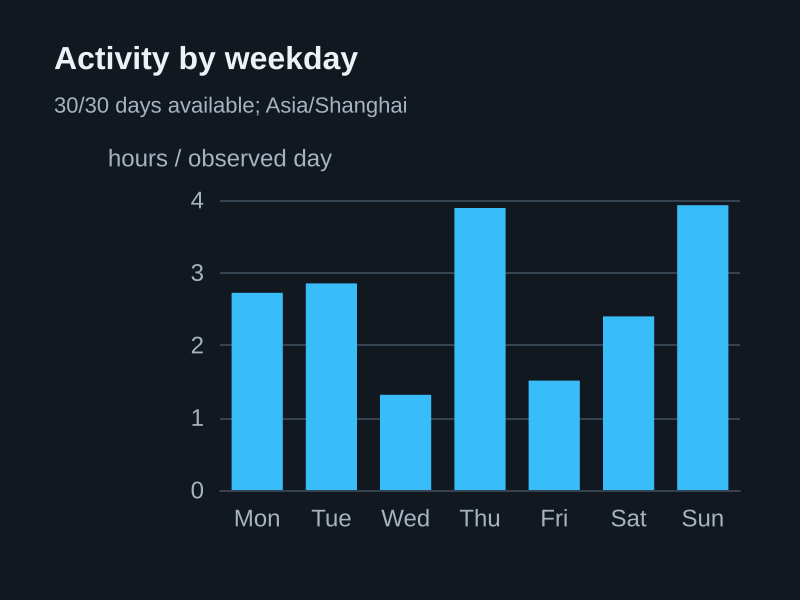 Activity by weekday
30/30 days available; Asia/Shanghai
hours / observed day
4
3
2
1
0
Mon Tue Wed Thu Fri Sat Sun